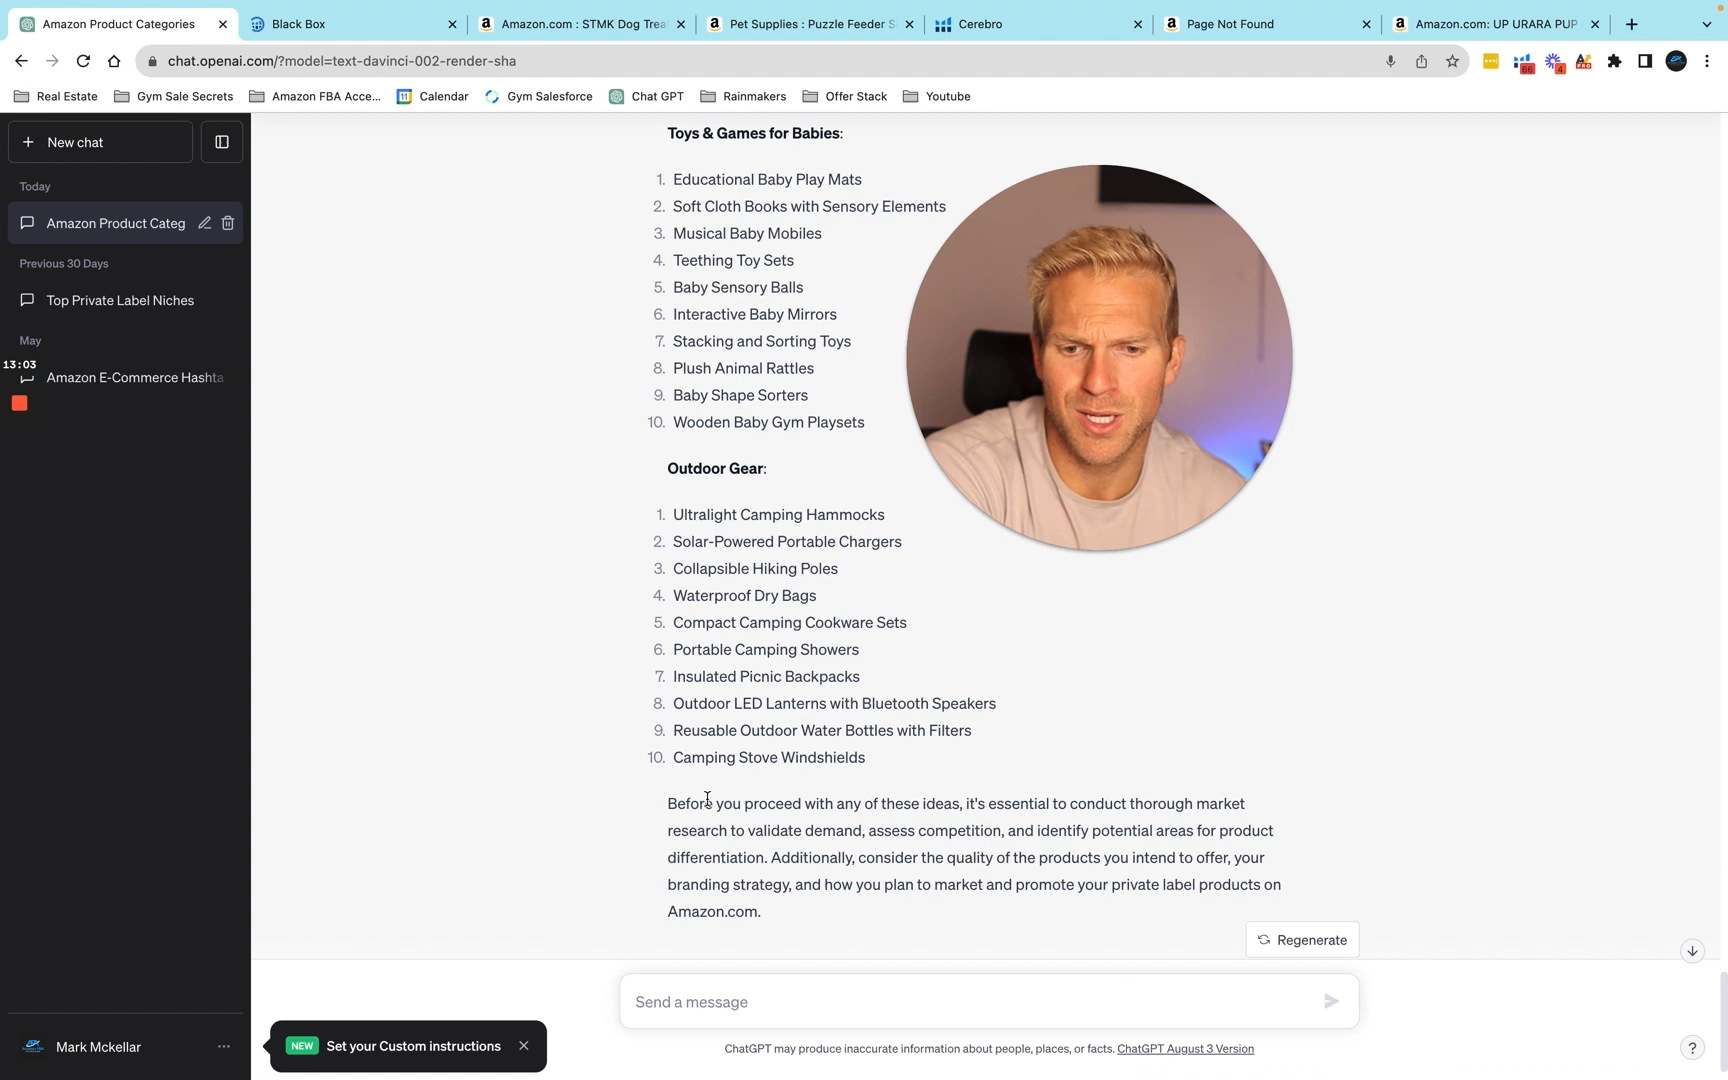 Amazon Product Categories
Black Box
Amazon.com : STMK Dog Trea
Pet Supplies : Puzzle Feeder S
Cerebro
Page Not Found
Amazon.com: UP URARA PUP
chat.openai.com/?model=text-davinci-002-render-sha
66
4
PRO
Real Estate
Gym Sale Secrets
Amazon FBA Acce...
11
Calendar
Gym Salesforce
Chat GPT
Rainmakers
Offer Stack
Youtube
New chat
Today
Amazon Product Categ
Previous 30 Days
Top Private Label Niches
May
13:03
Amazon E-Commerce Hashta
Toys & Games for Babies:
1. Educational Baby Play Mats
2. Soft Cloth Books with Sensory Elements
3. Musical Baby Mobiles
4. Teething Toy Sets
5. Baby Sensory Balls
6. Interactive Baby Mirrors
7. Stacking and Sorting Toys
8. Plush Animal Rattles
9. Baby Shape Sorters
10. Wooden Baby Gym Playsets
Outdoor Gear:
1. Ultralight Camping Hammocks
2. Solar-Powered Portable Chargers
3. Collapsible Hiking Poles
4. Waterproof Dry Bags
5. Compact Camping Cookware Sets
6. Portable Camping Showers
7. Insulated Picnic Backpacks
8. Outdoor LED Lanterns with Bluetooth Speakers
9. Reusable Outdoor Water Bottles with Filters
10. Camping Stove Windshields
Before you proceed with any of these ideas, it's essential to conduct thorough market
research to validate demand, assess competition, and identify potential areas for product
differentiation. Additionally, consider the quality of the products you intend to offer, your
branding strategy, and how you plan to market and promote your private label products on
Amazon.com.
Regenerate
Send a message
Mark Mckellar
NEW Set your Custom instructions
ChatGPT may produce inaccurate information about people, places, or facts. ChatGPT August 3 Version
?